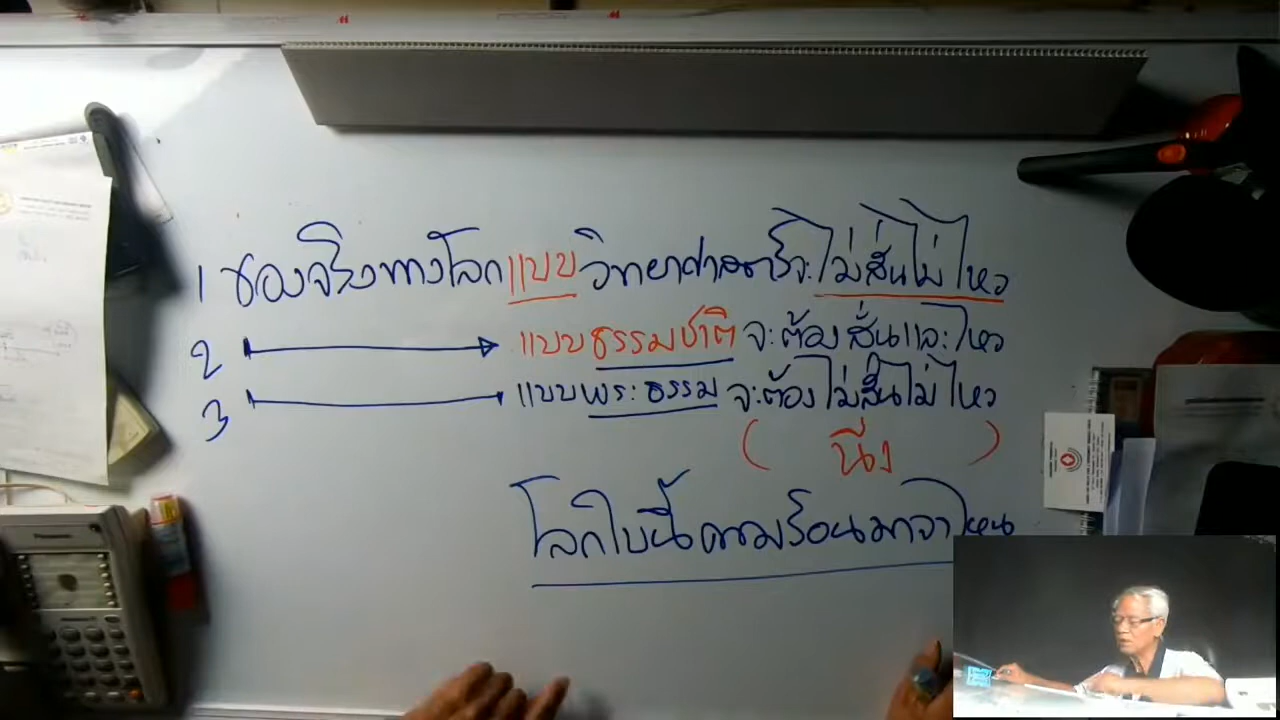 1 ของจริงทางโลกแบบวิทยาศาสตร์จะไม่สั่นไม่ไหว
2 แบบธรรมชาติ จะต้องสั่นและไหว
3 แบบพระธรรม จะต้องไม่สั่นไม่ไหว
( นิ่ง )
โลกใบนี้ความร้อนมาจากไหน
Panasonic